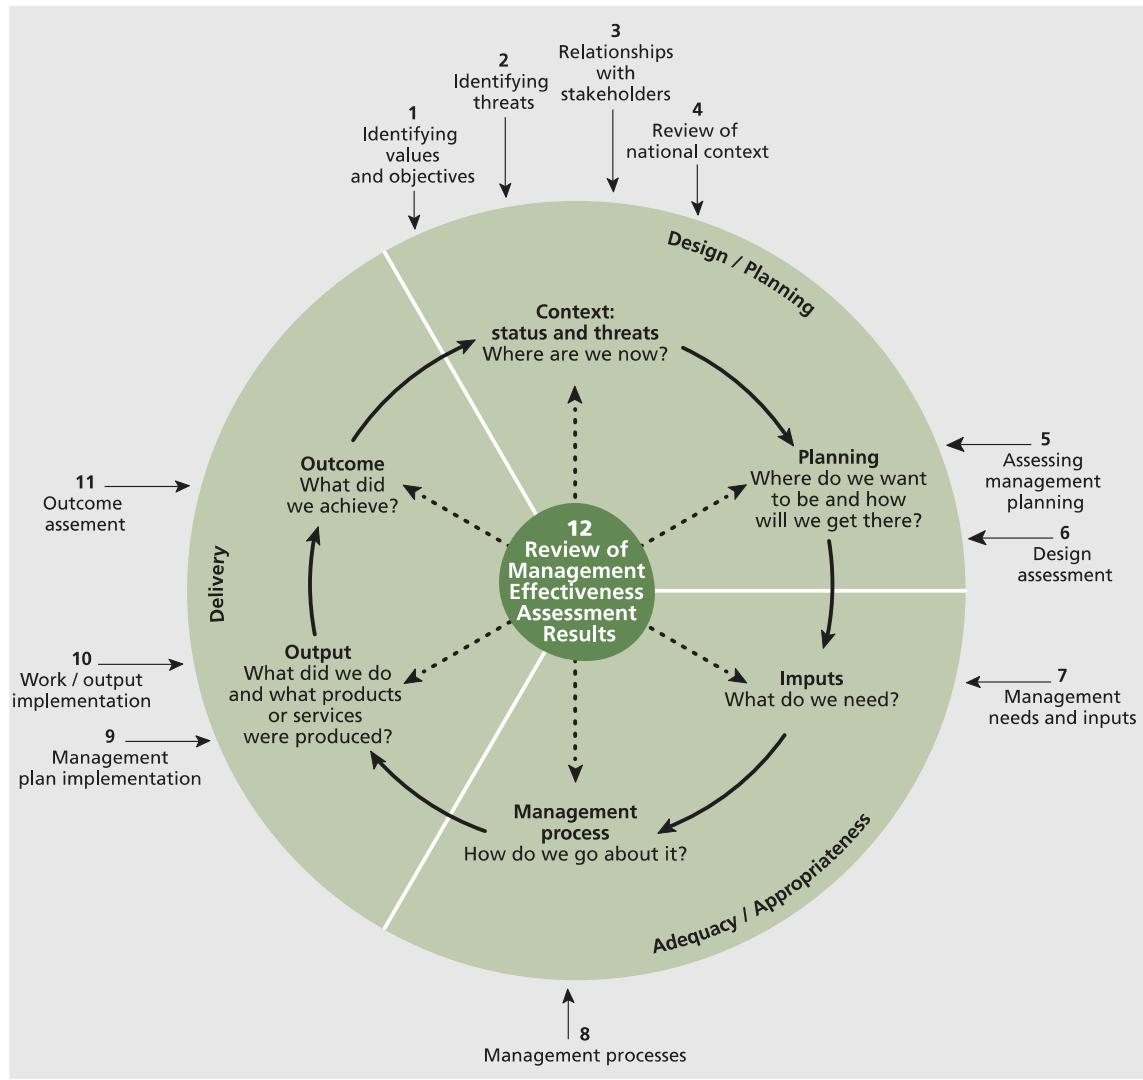 1
Identifying
values
and objectives
2
Identifying
threats
3
Relationships
with
stakeholders
4
Review of
national context
Design / Planning
Context:
status and threats
Where are we now?
Planning
Where do we want
to be and how
will we get there?
5
Assessing
management
planning
6
Design
assessment
7
Management
needs and inputs
Imputs
What do we need?
Adequacy / Appropriateness
Management
process
How do we go about it?
8
Management processes
9
Management
plan implementation
10
Work / output
implementation
Output
What did we do
and what products
or services
were produced?
Delivery
11
Outcome
assement
Outcome
What did
we achieve?
12
Review of
Management
Effectiveness
Assessment
Results